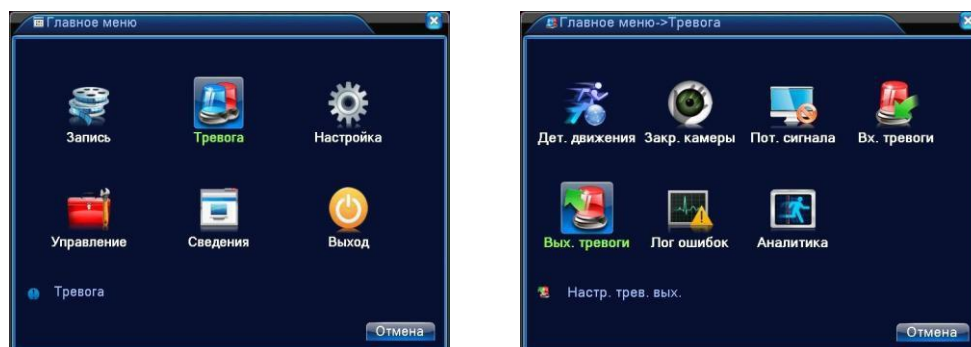 Главное меню
Запись Тревога Настройка
Управление Сведения Выход
Тревога
Отмена
Главное меню->Тревога
Дет. движения Закр. камеры Пот. сигнала Вх. тревоги
Вых. тревоги Лог ошибок Аналитика
Настр. трев. вых.
Отмена